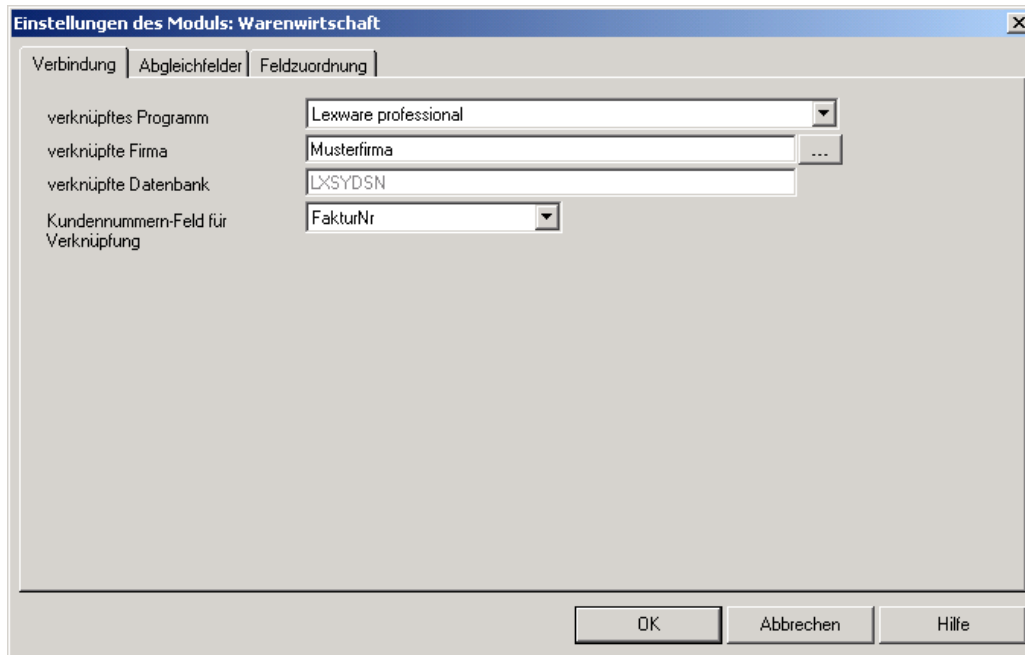 Einstellungen des Moduls: Warenwirtschaft
Verbindung Abgleichfelder Feldzuordnung
verknüpftes Programm Lexware professional
verknüpfte Firma Musterfirma ...
verknüpfte Datenbank LXSYDSN
Kundennummern-Feld für FakturNr
Verknüpfung
OK Abbrechen Hilfe